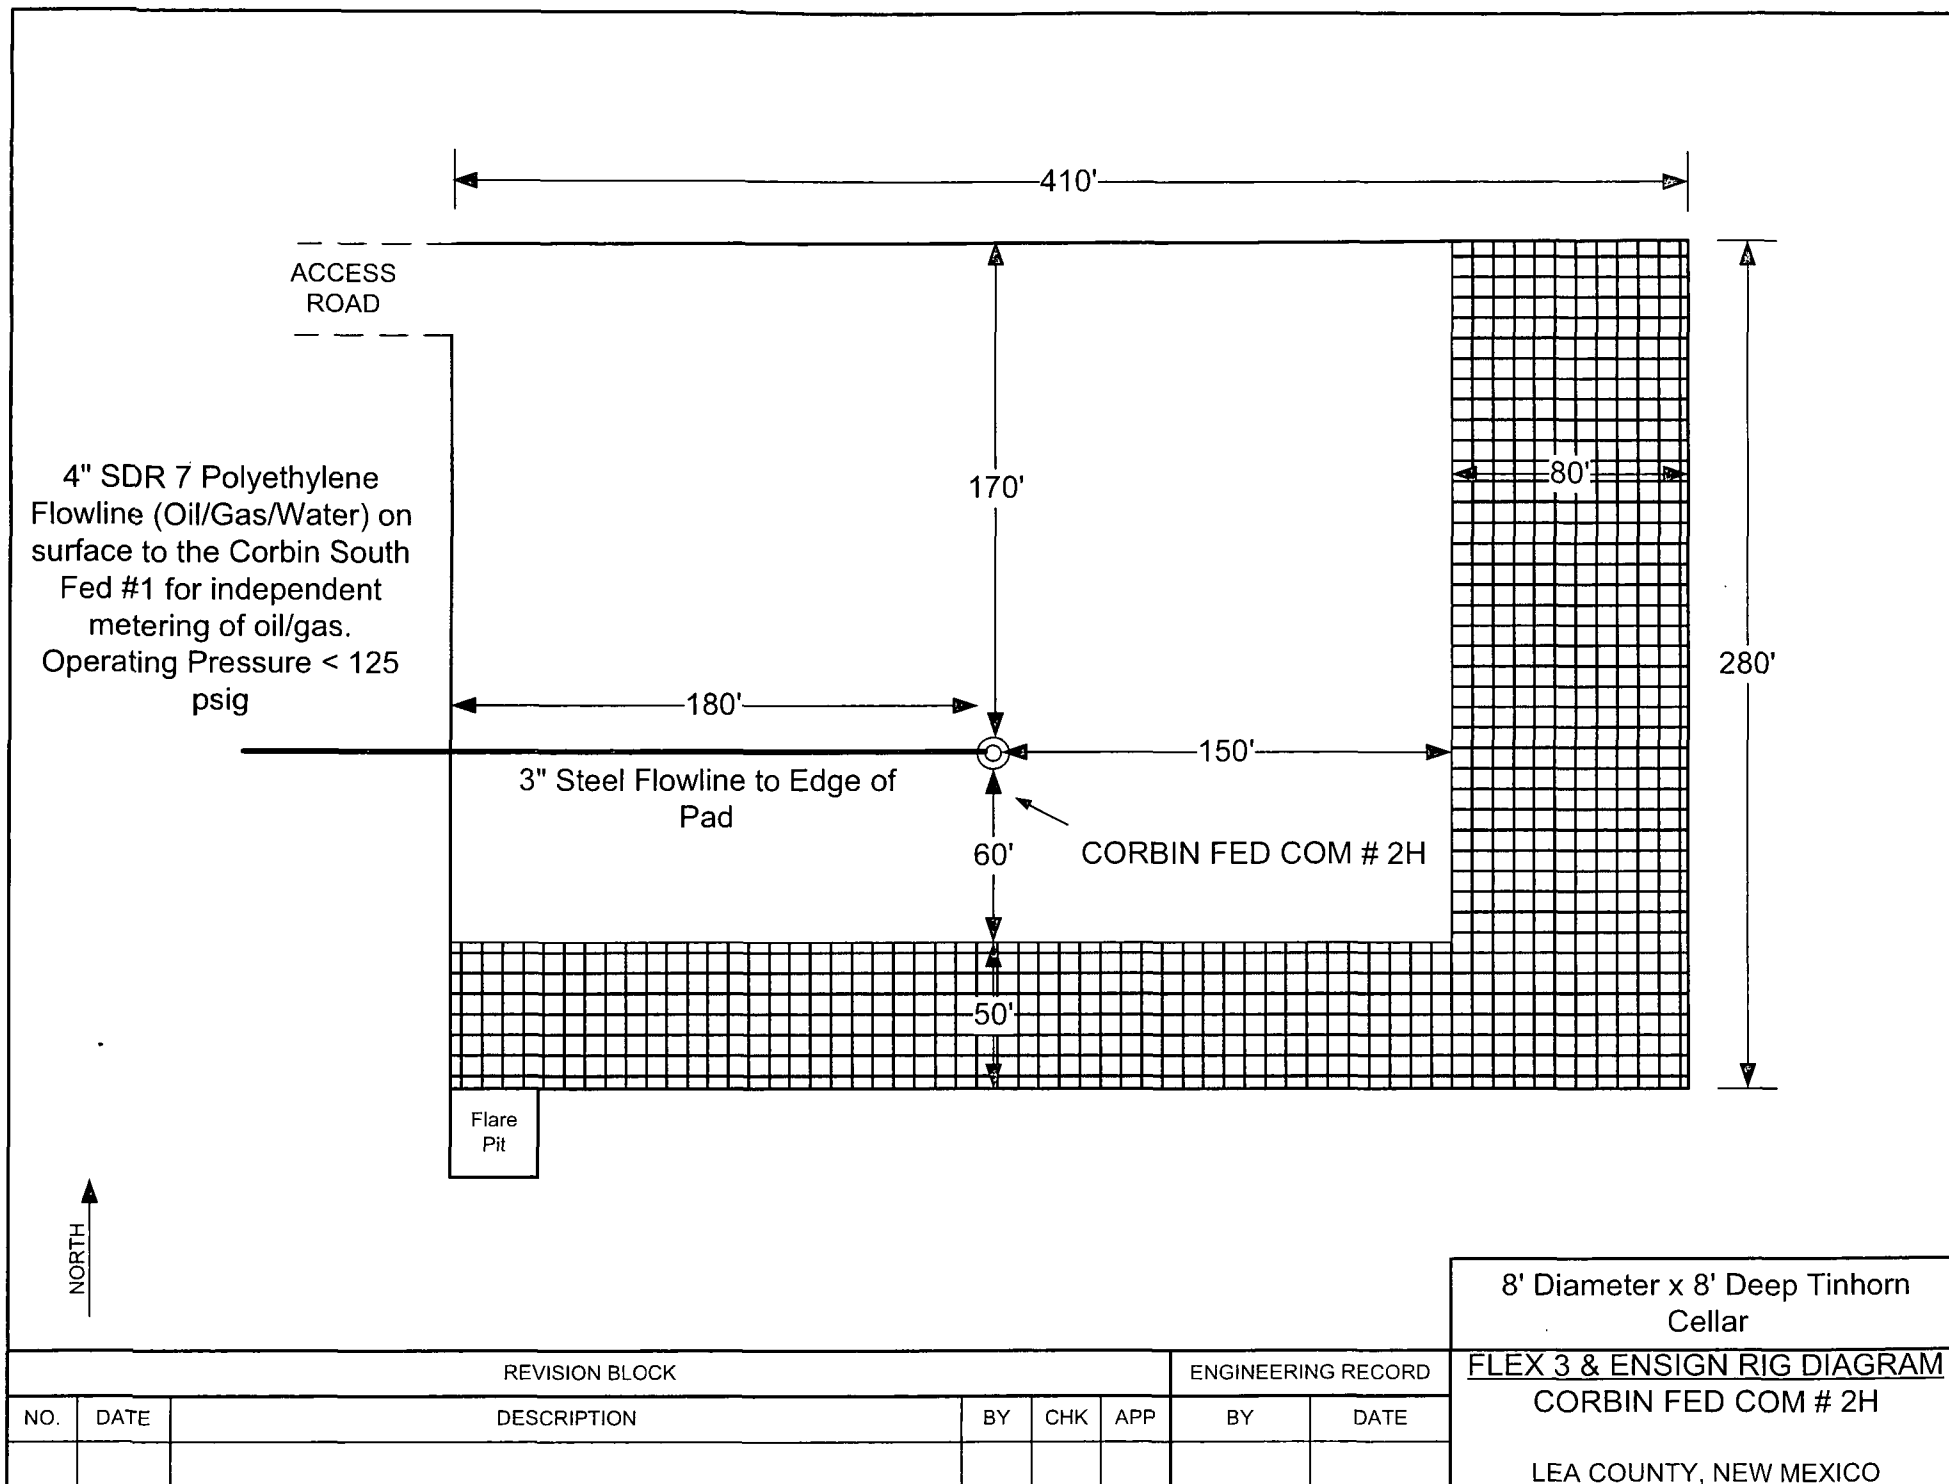 410'
ACCESS
ROAD
4" SDR 7 Polyethylene
Flowline (Oil/Gas/Water) on
surface to the Corbin South
Fed #1 for independent
metering of oil/gas.
Operating Pressure < 125
psig
170'
80'
280'
180'
150'
3" Steel Flowline to Edge of
Pad
60'
CORBIN FED COM # 2H
50'
Flare
Pit
NORTH
8' Diameter x 8' Deep Tinhorn
Cellar
REVISION BLOCK
ENGINEERING RECORD
FLEX 3 & ENSIGN RIG DIAGRAM
CORBIN FED COM # 2H
NO. DATE DESCRIPTION BY CHK APP BY DATE
LEA COUNTY, NEW MEXICO